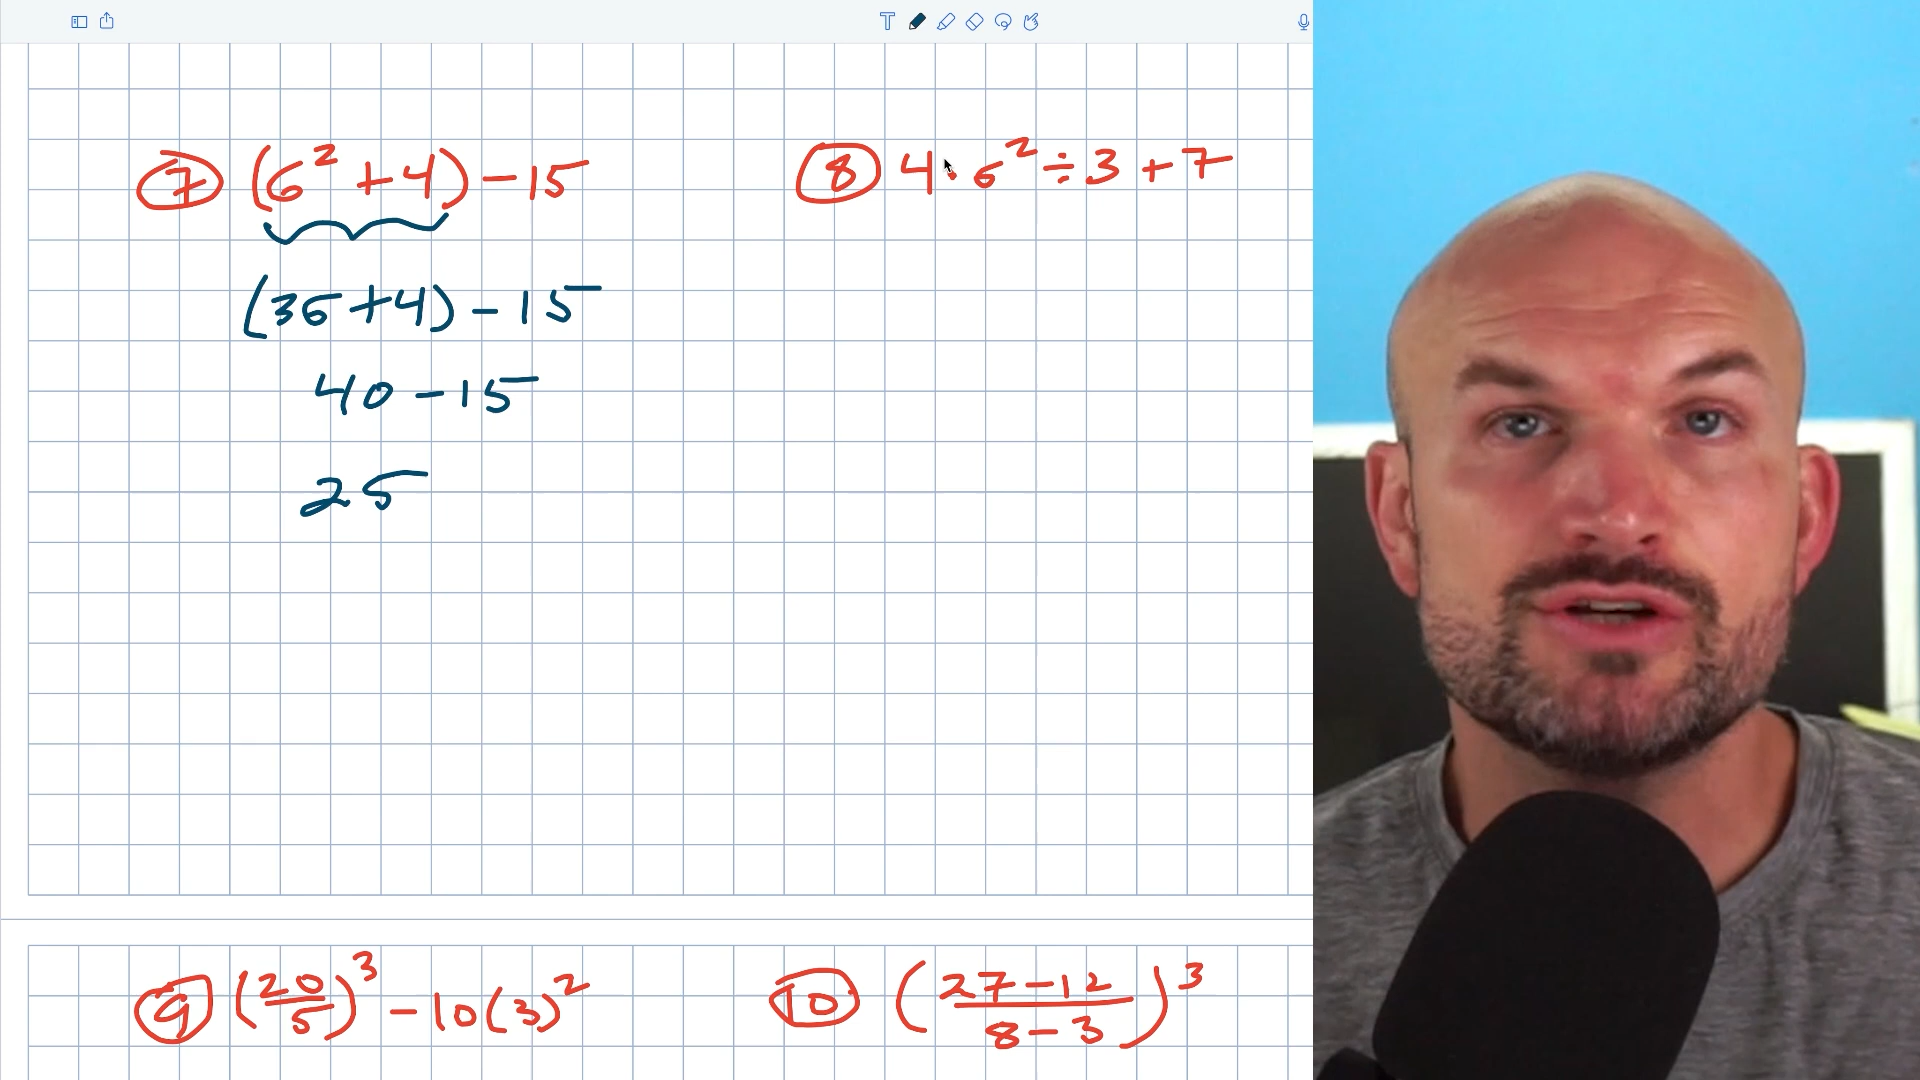 ⑦ (6² + 4) - 15
(36 + 4) - 15
40 - 15
25
⑧ 4 · 6² ÷ 3 + 7
⑨ (20/5)³ - 10(3)²
⑩ ((27 - 12)/(8 - 3))³